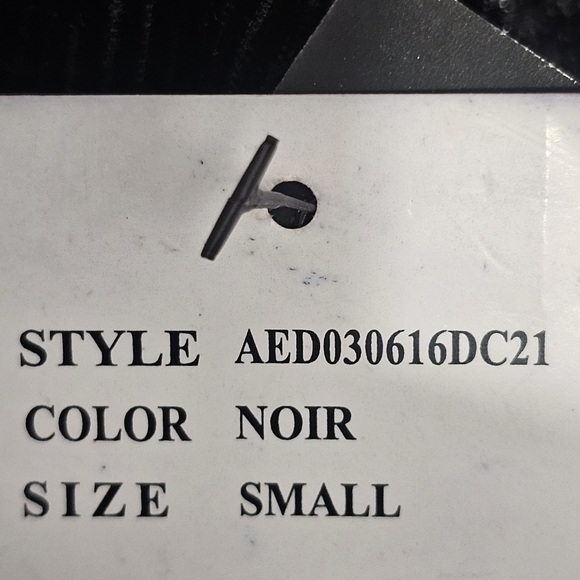 STYLE AED030616DC21
COLOR NOIR
SIZE SMALL